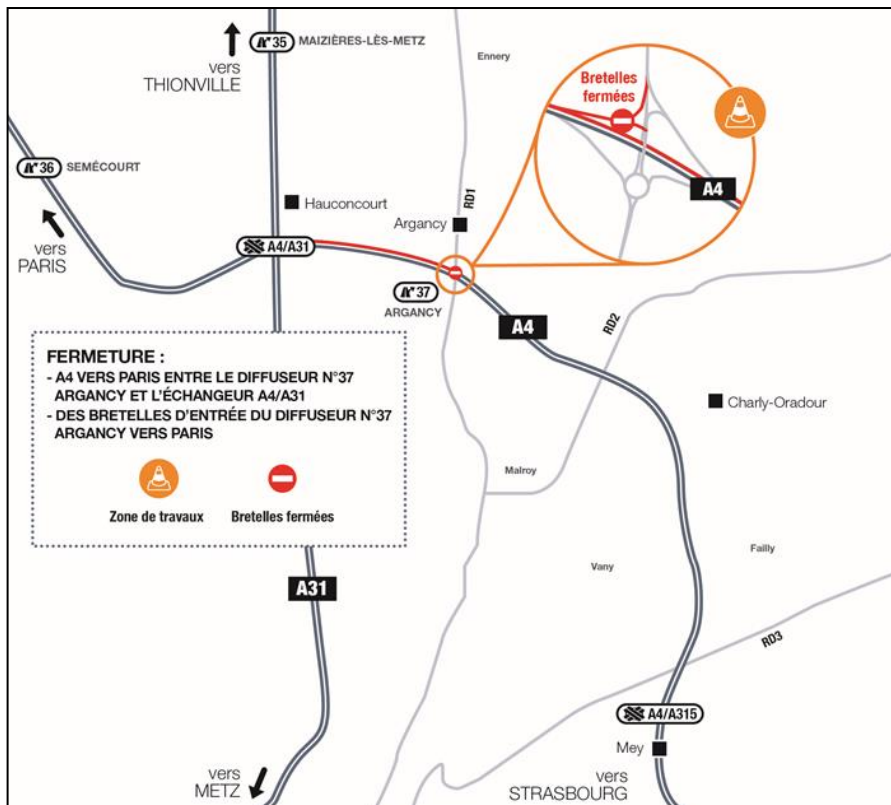 35
MAIZIÈRES-LÈS-METZ
vers
THIONVILLE
Ennery
Bretelles
fermées
36
SEMÉCOURT
A4
RD1
Hauconcourt
Argancy
vers
PARIS
A4/A31
37
ARGANCY
A4
RD2
FERMETURE :
- A4 VERS PARIS ENTRE LE DIFFUSEUR N°37
ARGANCY ET L'ÉCHANGEUR A4/A31
- DES BRETELLES D'ENTRÉE DU DIFFUSEUR N°37
ARGANCY VERS PARIS
Zone de travaux
Bretelles fermées
Charly-Oradour
Malroy
Failly
Vany
A31
RD3
A4/A315
Mey
vers
METZ
vers
STRASBOURG